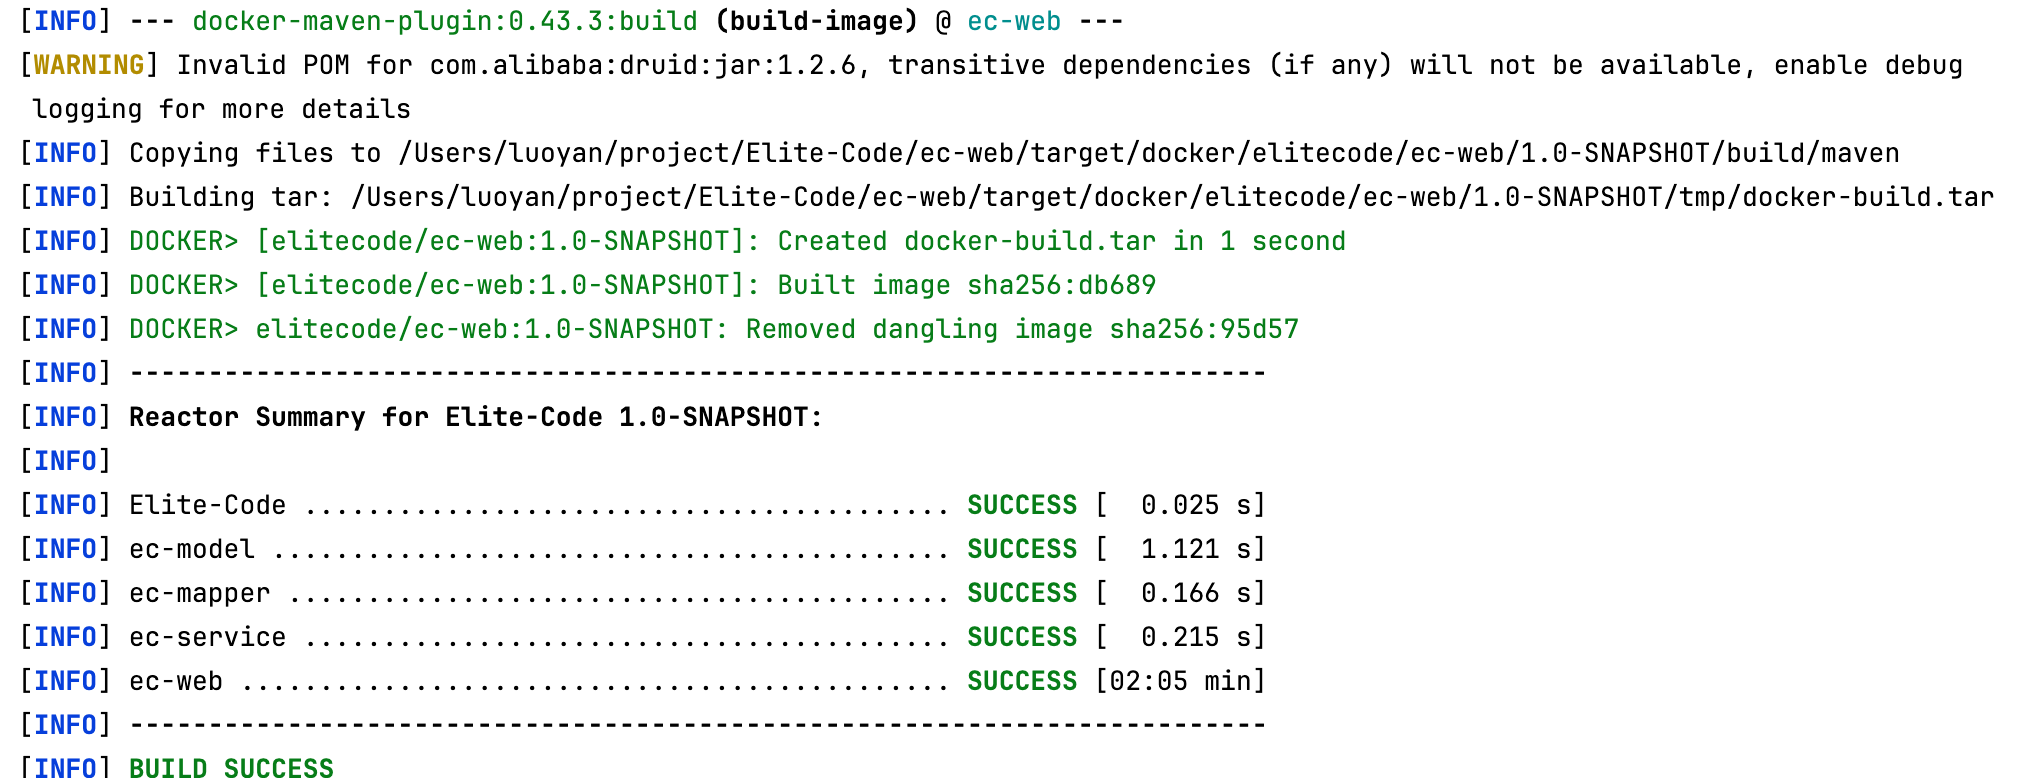 [INFO] --- docker-maven-plugin:0.43.3:build (build-image) @ ec-web ---
[WARNING] Invalid POM for com.alibaba:druid:jar:1.2.6, transitive dependencies (if any) will not be available, enable debug
logging for more details
[INFO] Copying files to /Users/luoyan/project/Elite-Code/ec-web/target/docker/elitecode/ec-web/1.0-SNAPSHOT/build/maven
[INFO] Building tar: /Users/luoyan/project/Elite-Code/ec-web/target/docker/elitecode/ec-web/1.0-SNAPSHOT/tmp/docker-build.tar
[INFO] DOCKER> [elitecode/ec-web:1.0-SNAPSHOT]: Created docker-build.tar in 1 second
[INFO] DOCKER> [elitecode/ec-web:1.0-SNAPSHOT]: Built image sha256:db689
[INFO] DOCKER> elitecode/ec-web:1.0-SNAPSHOT: Removed dangling image sha256:95d57
[INFO] ------------------------------------------------------------------------
[INFO] Reactor Summary for Elite-Code 1.0-SNAPSHOT:
[INFO]
[INFO] Elite-Code ......................................... SUCCESS [  0.025 s]
[INFO] ec-model ........................................... SUCCESS [  1.121 s]
[INFO] ec-mapper .......................................... SUCCESS [  0.166 s]
[INFO] ec-service ......................................... SUCCESS [  0.215 s]
[INFO] ec-web ............................................. SUCCESS [02:05 min]
[INFO] ------------------------------------------------------------------------
[INFO] BUILD SUCCESS